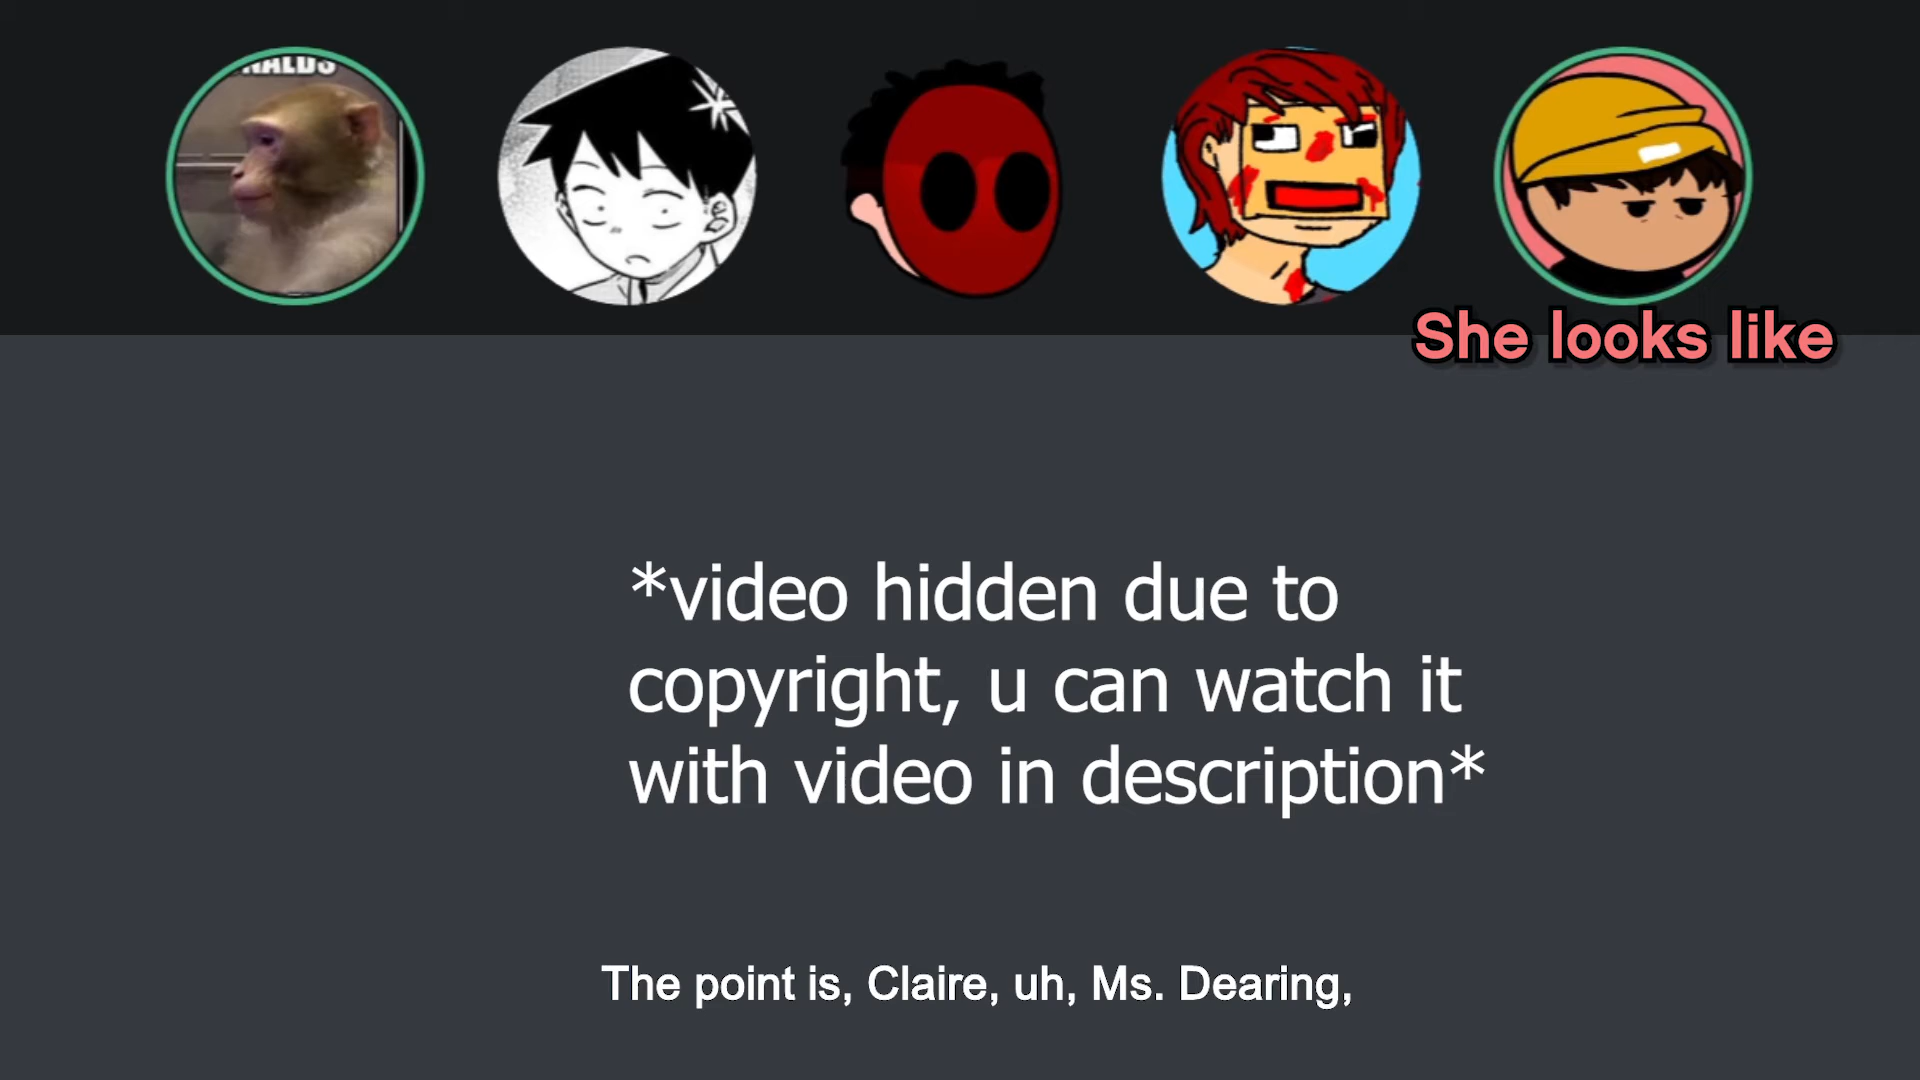 NALDS
She looks like
*video hidden due to
copyright, u can watch it
with video in description*
The point is, Claire, uh, Ms. Dearing,